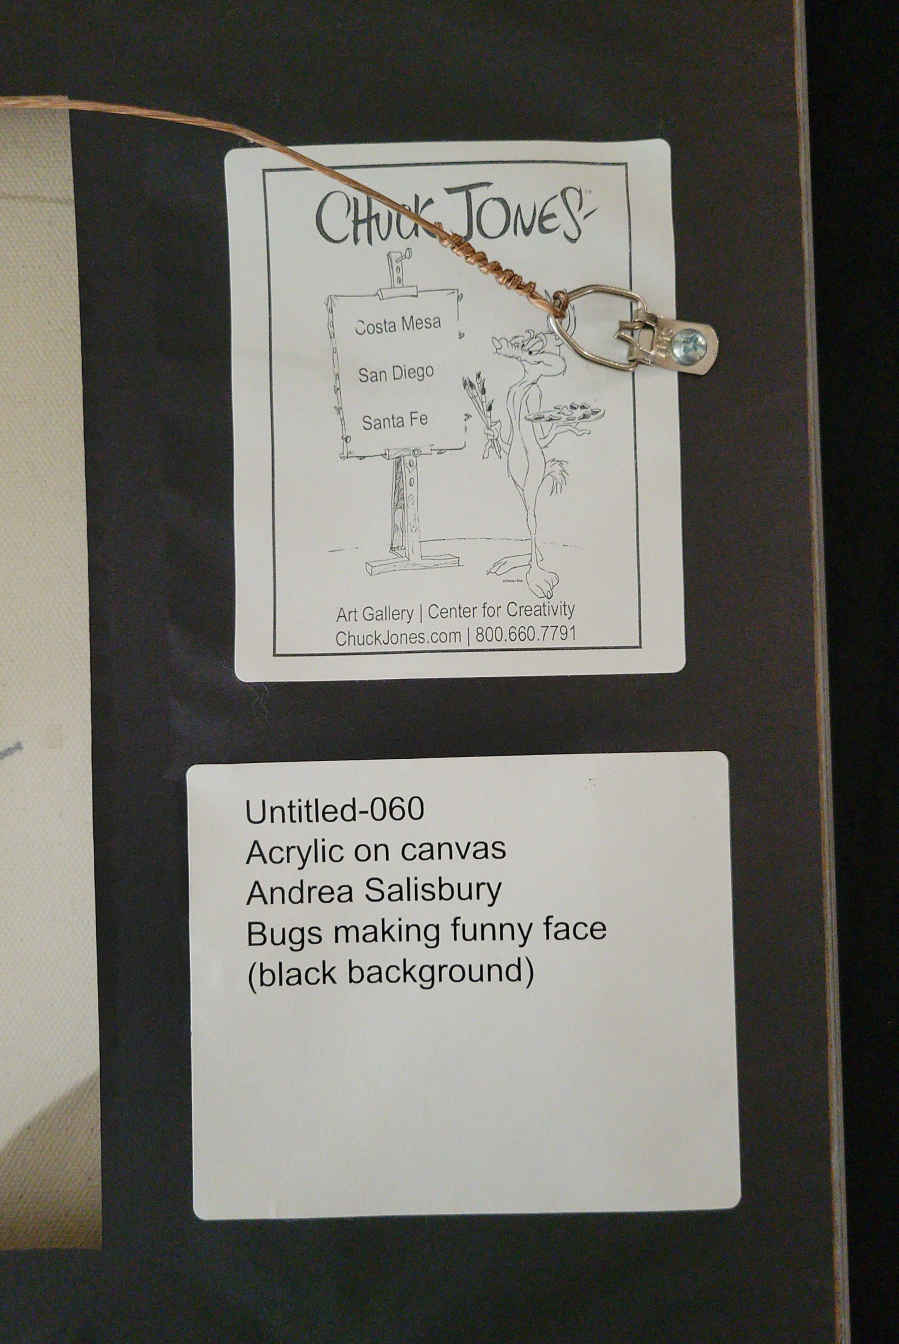 CHUCK JONES
Costa Mesa
San Diego
Santa Fe
Art Gallery | Center for Creativity
ChuckJones.com | 800.660.7791
Untitled-060
Acrylic on canvas
Andrea Salisbury
Bugs making funny face
(black background)